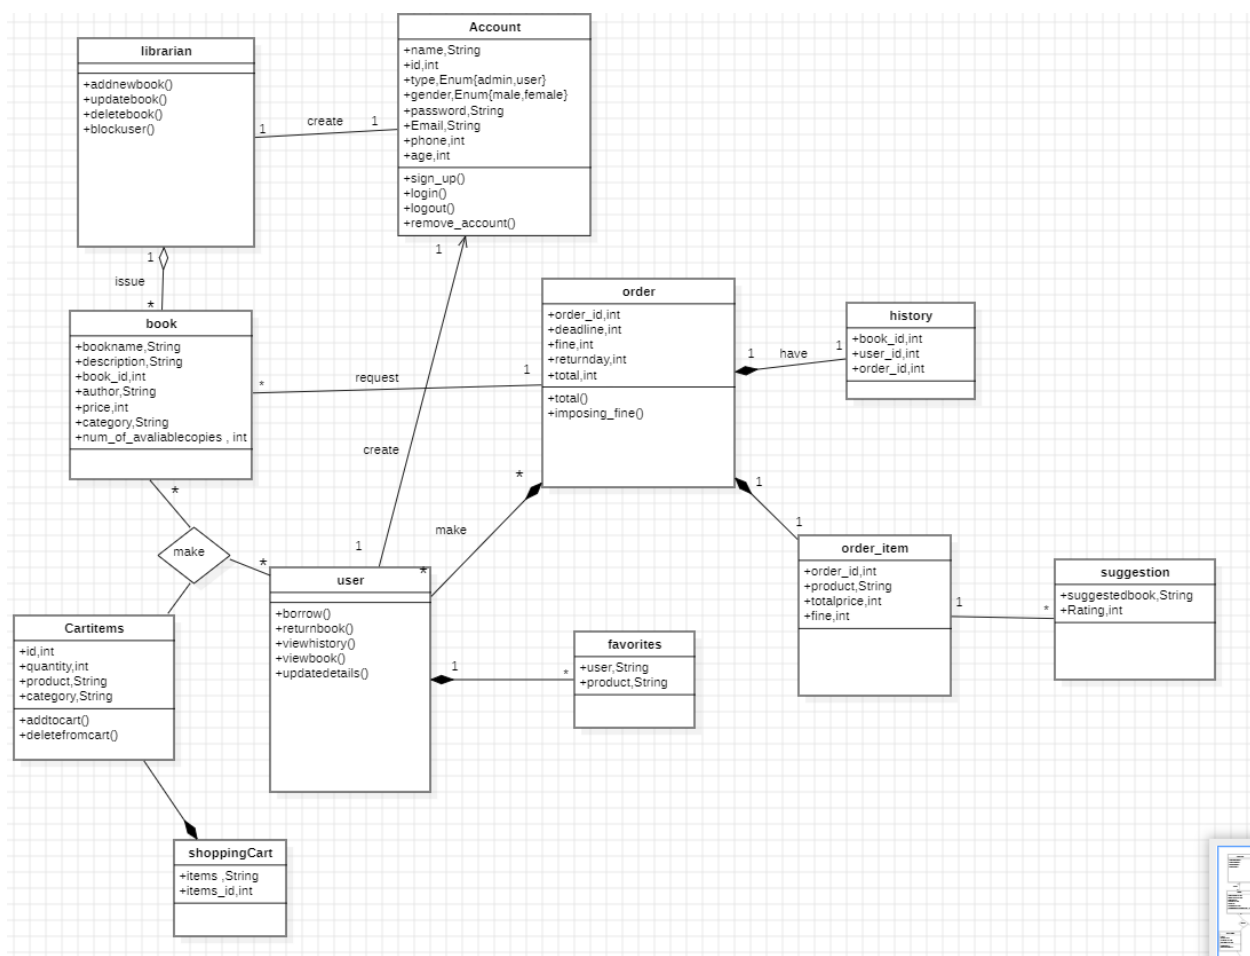 librarian
+addnewbook()
+updatebook()
+deletebook()
+blockuser()
1
create
1
Account
+name,String
+id,int
+type,Enum{admin,user}
+gender,Enum{male,female}
+password,String
+Email,String
+phone,int
+age,int
+sign_up()
+login()
+logout()
+remove_account()
1
issue
*
1
book
+bookname,String
+description,String
+book_id,int
+author,String
+price,int
+category,String
+num_of_avaliablecopies , int
*
request
1
order
+order_id,int
+deadline,int
+fine,int
+returnday,int
+total,int
+total()
+imposing_fine()
1
have
1
history
+book_id,int
+user_id,int
+order_id,int
create
*
make
*
1
*
make
*
1
1
user
+borrow()
+returnbook()
+viewhistory()
+viewbook()
+updatedetails()
order_item
+order_id,int
+product,String
+totalprice,int
+fine,int
1
*
suggestion
+suggestedbook,String
+Rating,int
Cartitems
+id,int
+quantity,int
+product,String
+category,String
+addtocart()
+deletefromcart()
1
*
favorites
+user,String
+product,String
shoppingCart
+items ,String
+items_id,int